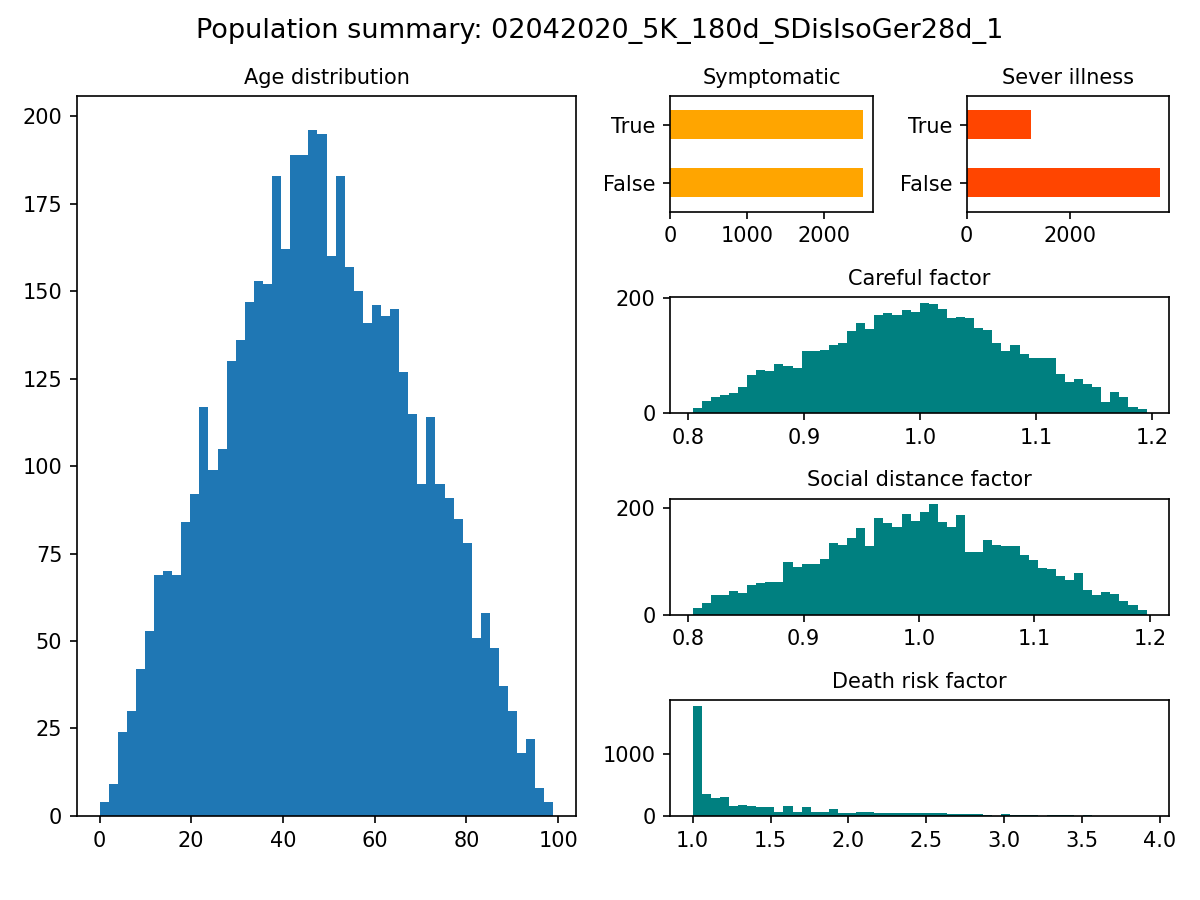 Population summary: 02042020_5K_180d_SDisIsoGer28d_1
Age distribution
200
175
150
125
100
75
50
25
0
0 20 40 60 80 100
Symptomatic
True
False
0 1000 2000
Sever illness
True
False
0 2000
Careful factor
200
0
0.8 0.9 1.0 1.1 1.2
Social distance factor
200
0
0.8 0.9 1.0 1.1 1.2
Death risk factor
1000
0
1.0 1.5 2.0 2.5 3.0 3.5 4.0